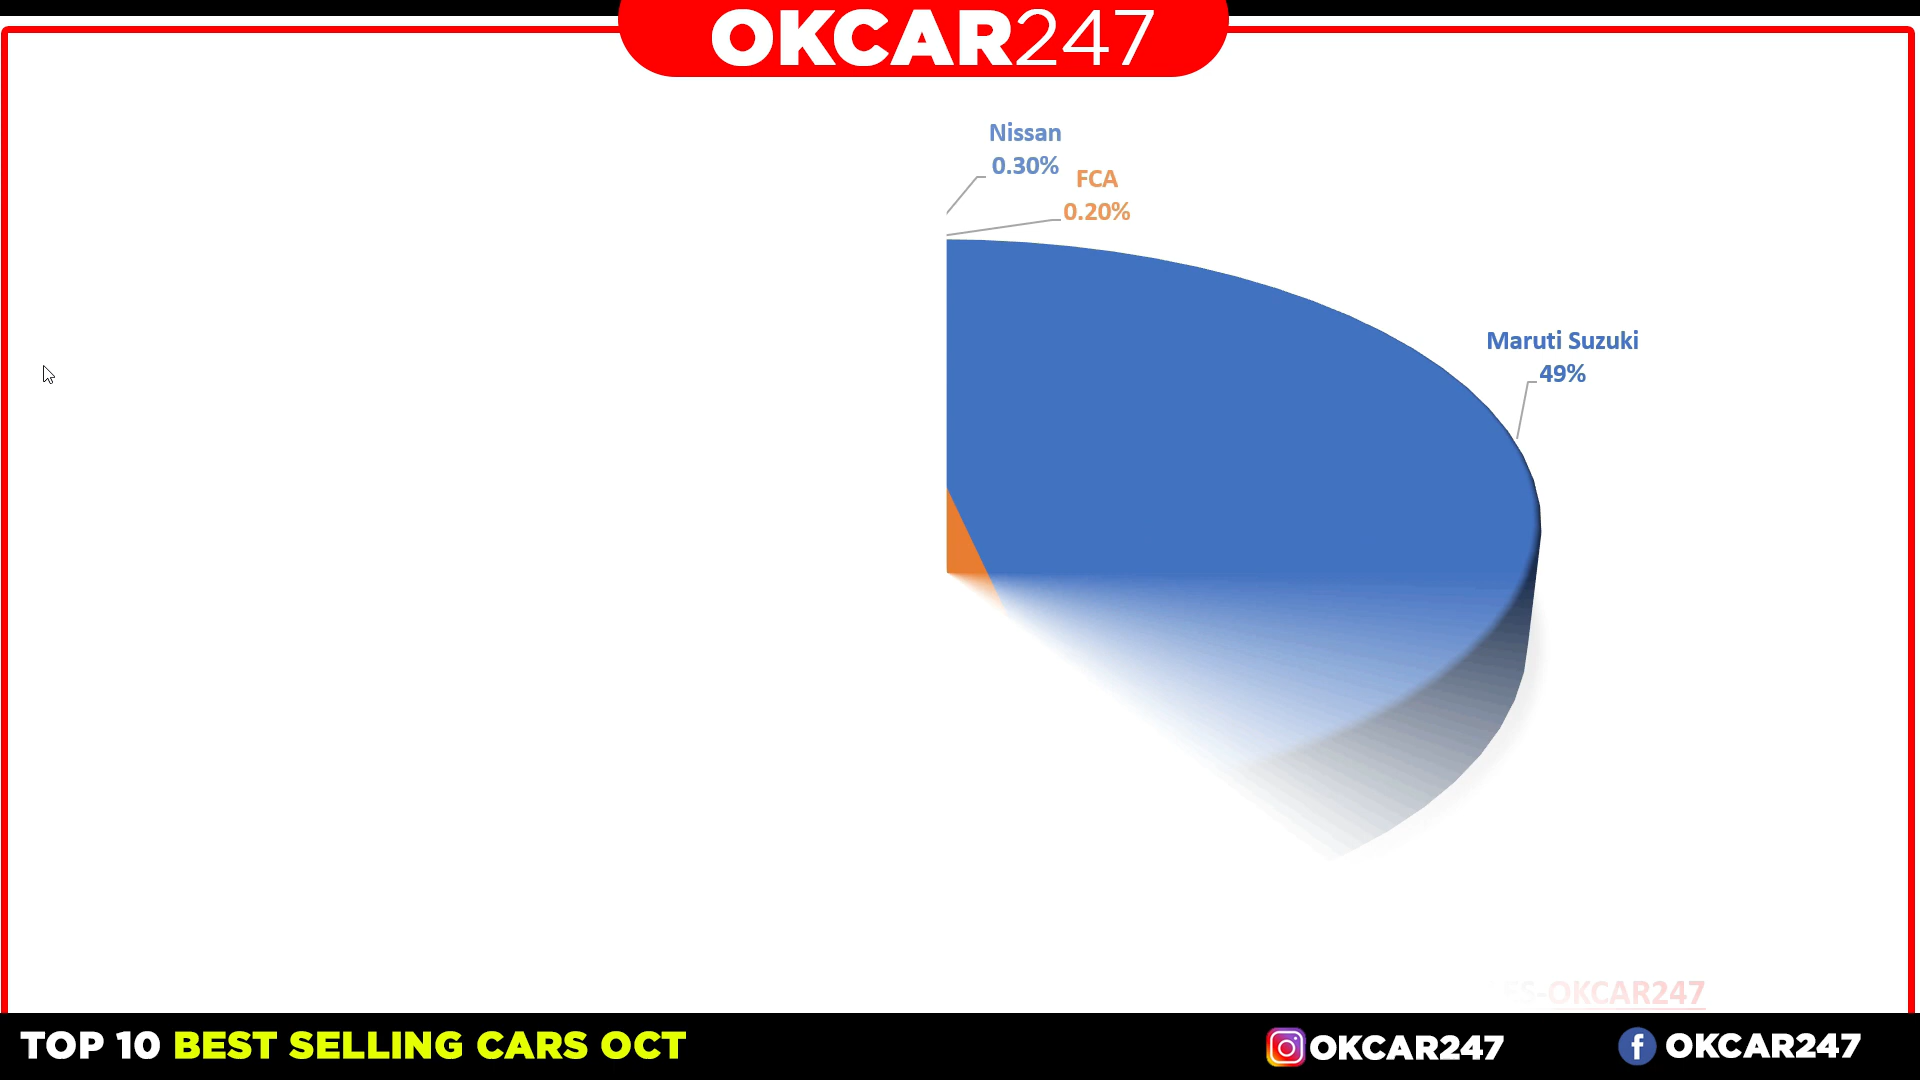 OKCAR247
Nissan
0.30%
FCA
0.20%
Maruti Suzuki
49%
-OKCAR247
TOP 10 BEST SELLING CARS OCT
OKCAR247
OKCAR247